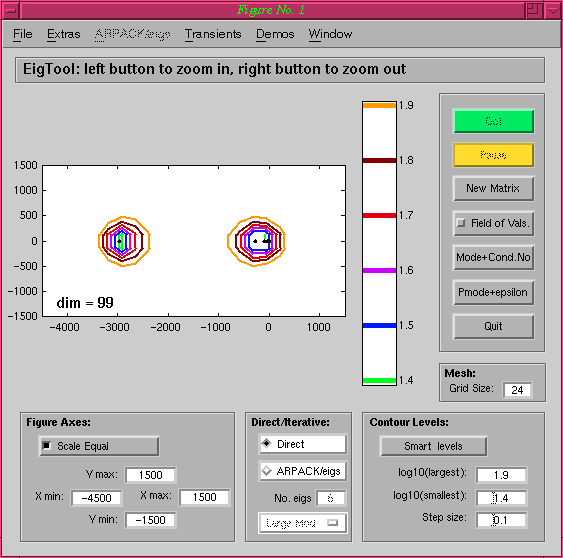 Figure No. 1
File Extras ARPACK/eigs Transients Demos Window
EigTool: left button to zoom in, right button to zoom out
1500
1000
500
0
-500
-1000
-1500
dim = 99
-4000 -3000 -2000 -1000 0 1000
1.9
1.8
1.7
1.6
1.5
1.4
Go!
Pause
New Matrix
Field of Vals.
Mode+Cond.No
Pmode+epsilon
Quit
Mesh:
Grid Size: 24
Figure Axes:
Scale Equal
Y max: 1500
X min: -4500 X max: 1500
Y min: -1500
Direct/Iterative:
Direct
ARPACK/eigs
No. eigs 6
Large Mod
Contour Levels:
Smart levels
log10(largest): 1.9
log10(smallest): 1.4
Step size: 0.1